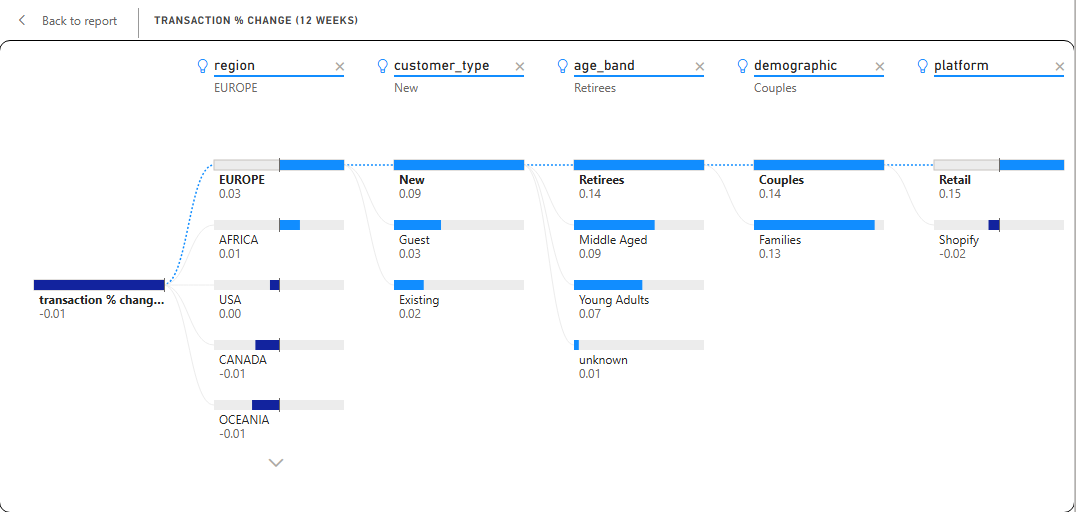 Back to report
TRANSACTION % CHANGE (12 WEEKS)
region
EUROPE
customer_type
New
age_band
Retirees
demographic
Couples
platform
transaction % chang...
-0.01
EUROPE
0.03
AFRICA
0.01
USA
0.00
CANADA
-0.01
OCEANIA
-0.01
New
0.09
Guest
0.03
Existing
0.02
Retirees
0.14
Middle Aged
0.09
Young Adults
0.07
unknown
0.01
Couples
0.14
Families
0.13
Retail
0.15
Shopify
-0.02